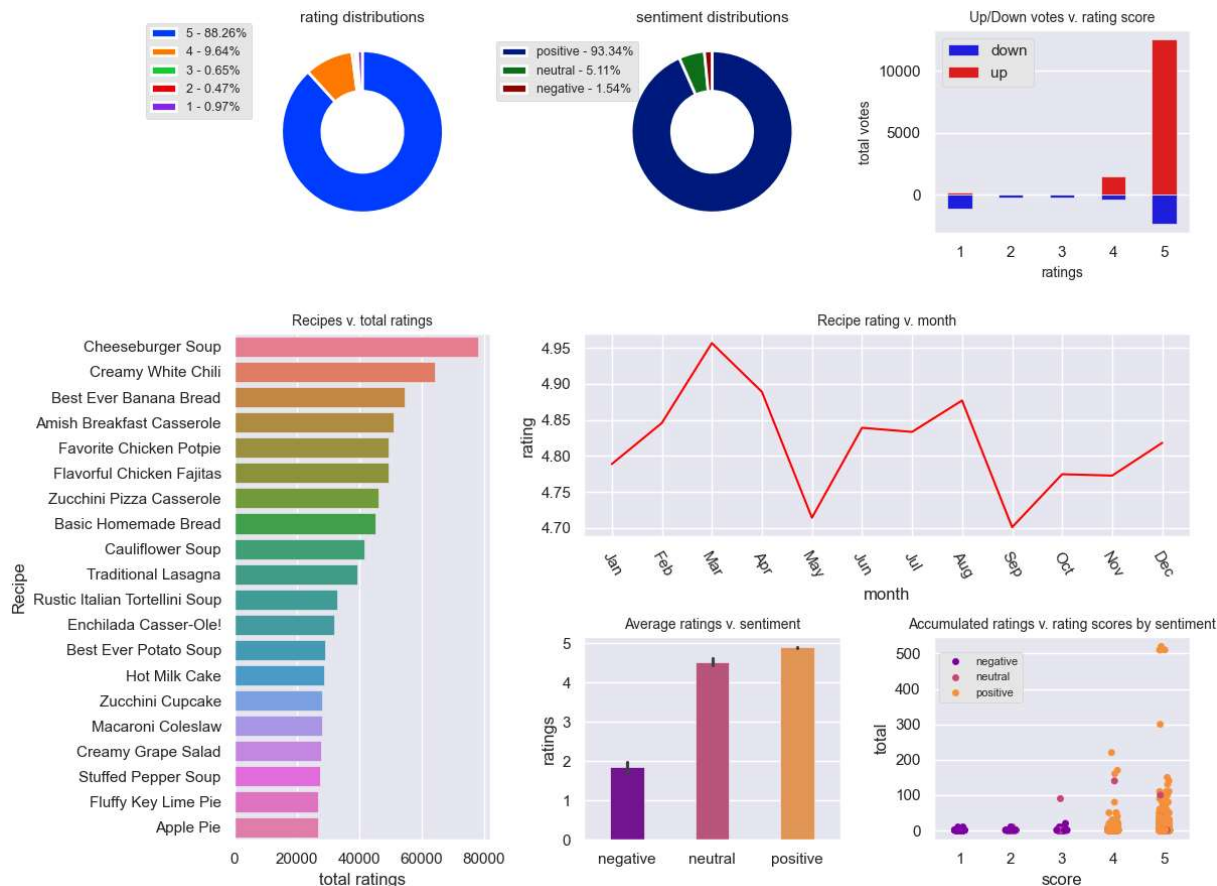 rating distributions
5 - 88.26%
4 - 9.64%
3 - 0.65%
2 - 0.47%
1 - 0.97%
sentiment distributions
positive - 93.34%
neutral - 5.11%
negative - 1.54%
Up/Down votes v. rating score
down
up
total votes
10000
5000
0
1 2 3 4 5
ratings
Recipes v. total ratings
Recipe
Cheeseburger Soup
Creamy White Chili
Best Ever Banana Bread
Amish Breakfast Casserole
Favorite Chicken Potpie
Flavorful Chicken Fajitas
Zucchini Pizza Casserole
Basic Homemade Bread
Cauliflower Soup
Traditional Lasagna
Rustic Italian Tortellini Soup
Enchilada Casser-Ole!
Best Ever Potato Soup
Hot Milk Cake
Zucchini Cupcake
Macaroni Coleslaw
Creamy Grape Salad
Stuffed Pepper Soup
Fluffy Key Lime Pie
Apple Pie
0 20000 40000 60000 80000
total ratings
Recipe rating v. month
rating
4.95
4.90
4.85
4.80
4.75
4.70
Jan Feb Mar Apr May Jun Jul Aug Sep Oct Nov Dec
month
Average ratings v. sentiment
ratings
5
4
3
2
1
0
negative neutral positive
Accumulated ratings v. rating scores by sentiment
negative
neutral
positive
total
500
400
300
200
100
0
1 2 3 4 5
score